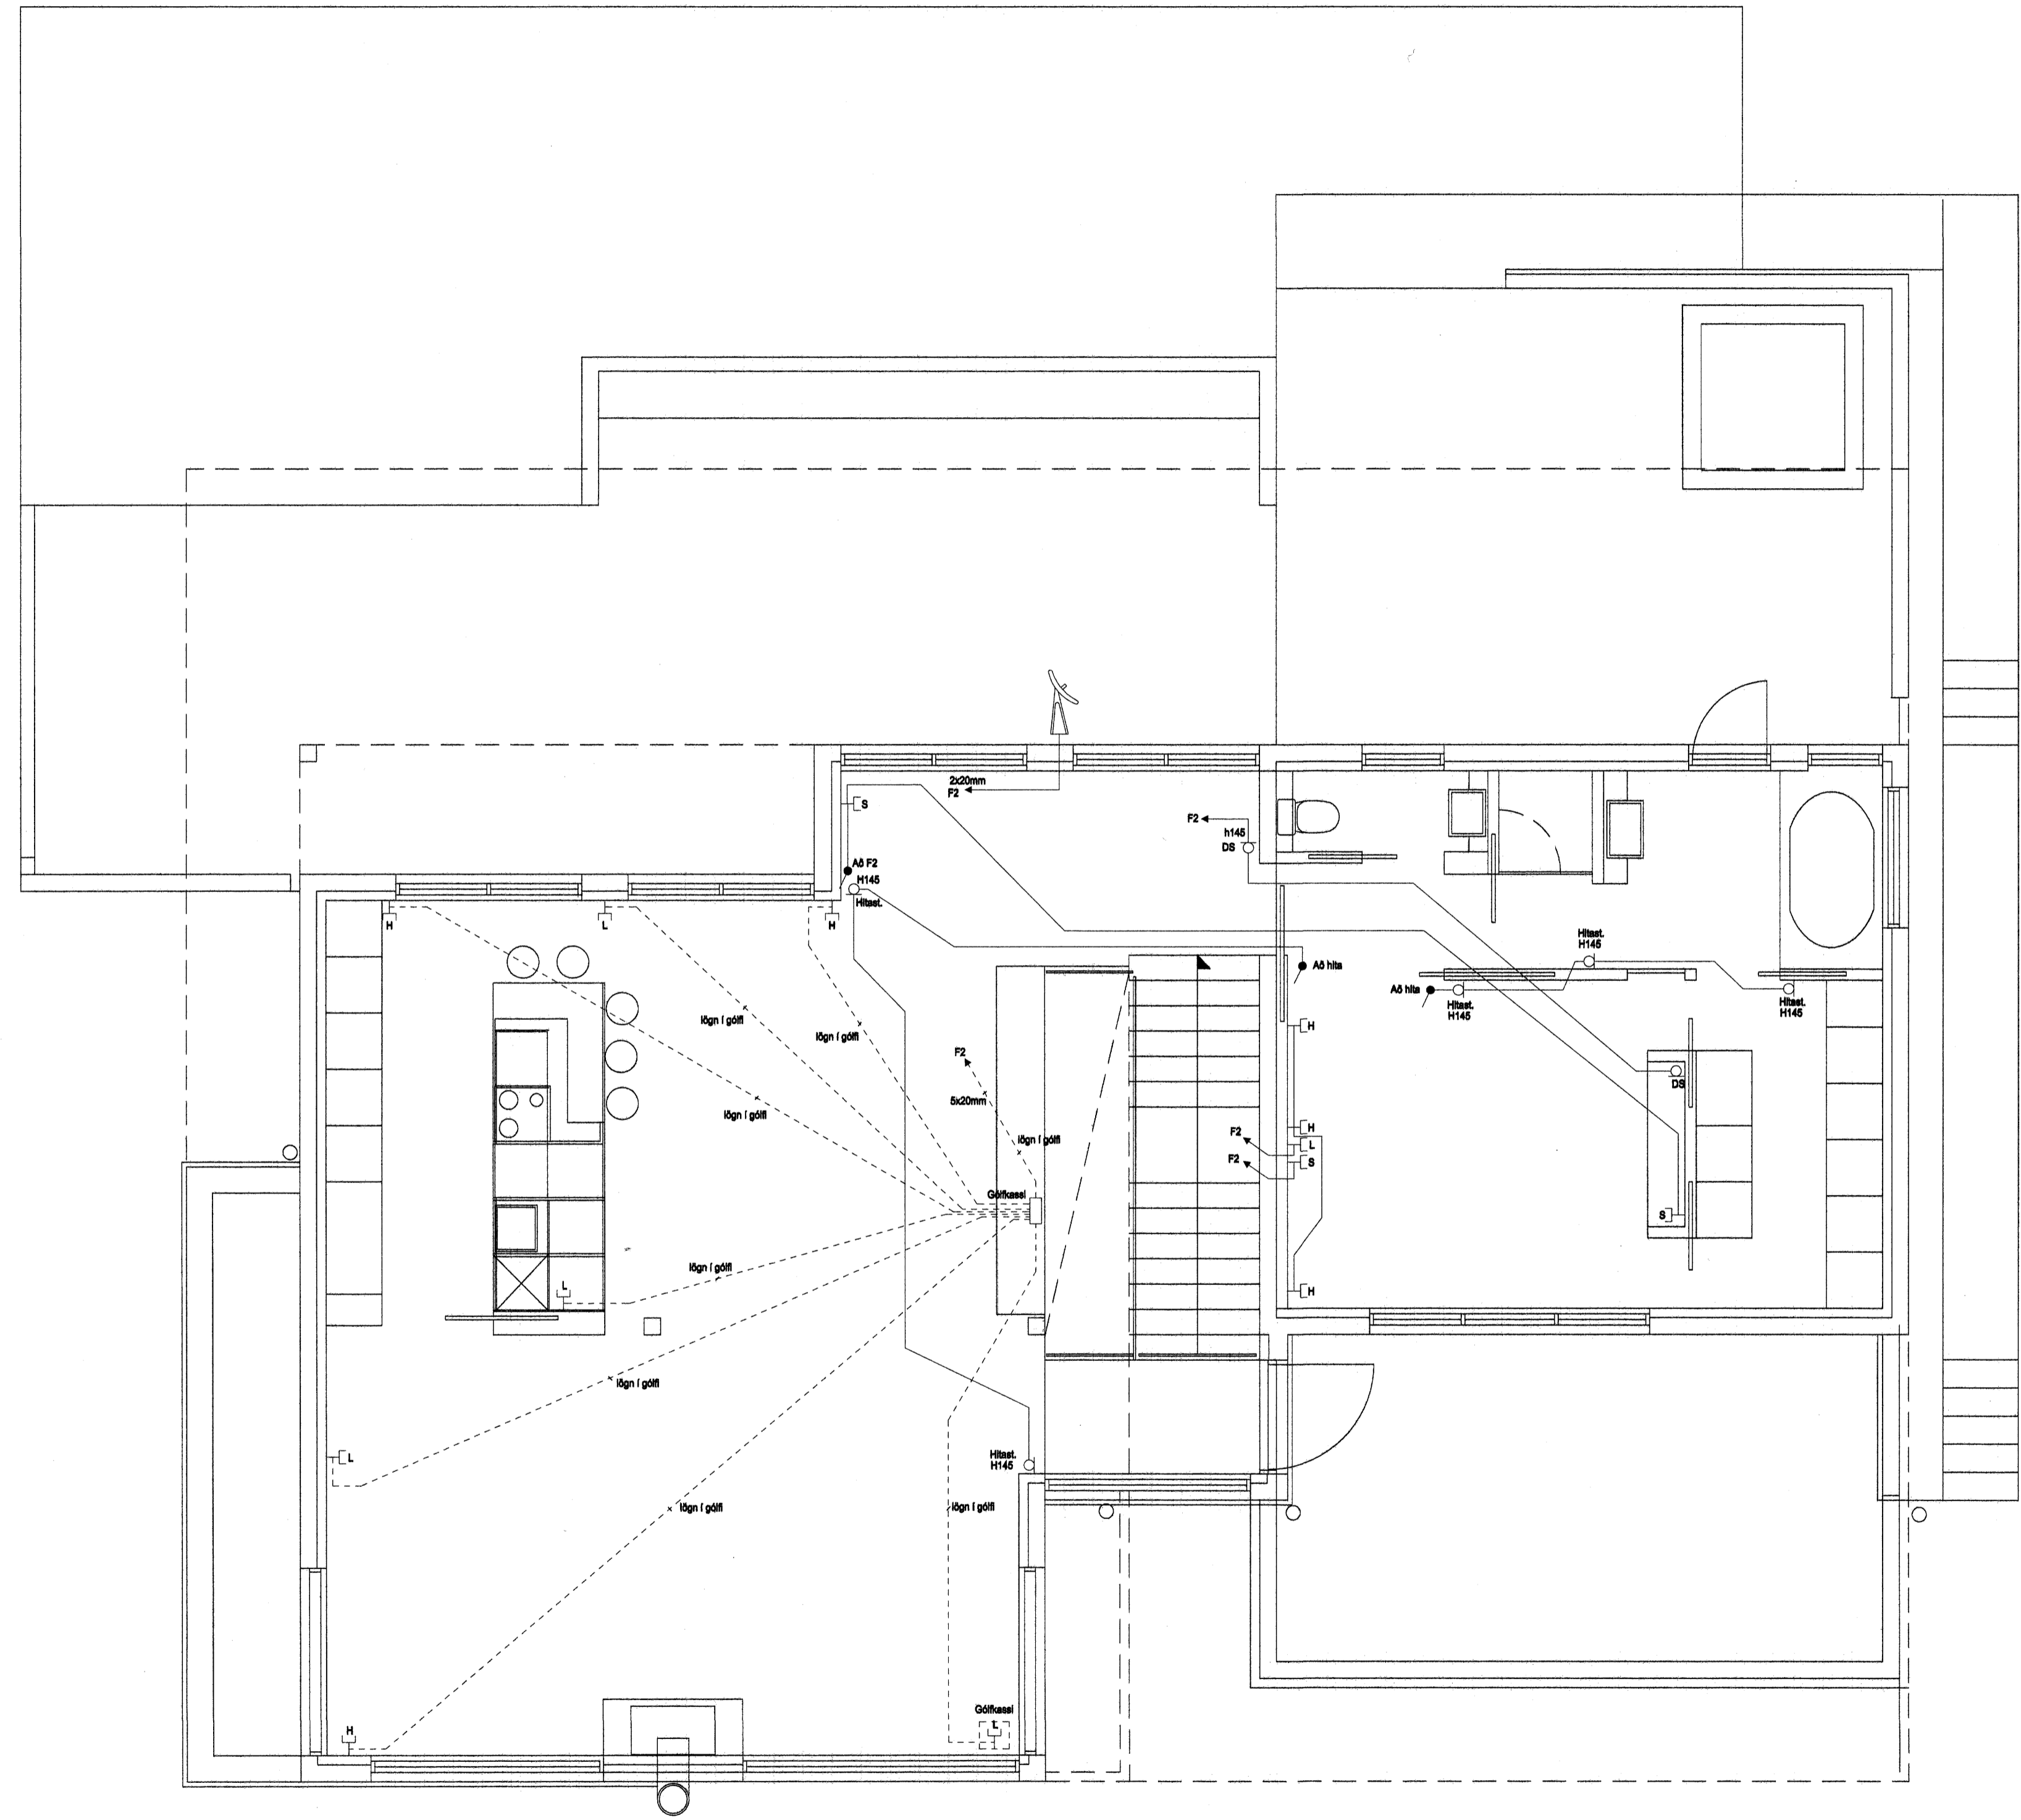 2x20mm
F2
S
F2
h145
DS
Að F2
H145
Hitast.
H
L
H
Hitast.
H145
Að hita
Að hita
Hitast.
H145
Hitast.
H145
lögn í gólfi
lögn í gólfi
H
F2
DS
5x20mm
lögn í gólfi
H
F2
L
lögn í gólfi
F2
S
Gólfkassi
S
lögn í gólfi
L
H
lögn í gólfi
L
Hitast.
H145
lögn í gólfi
lögn í gólfi
Gólfkassi
L
H